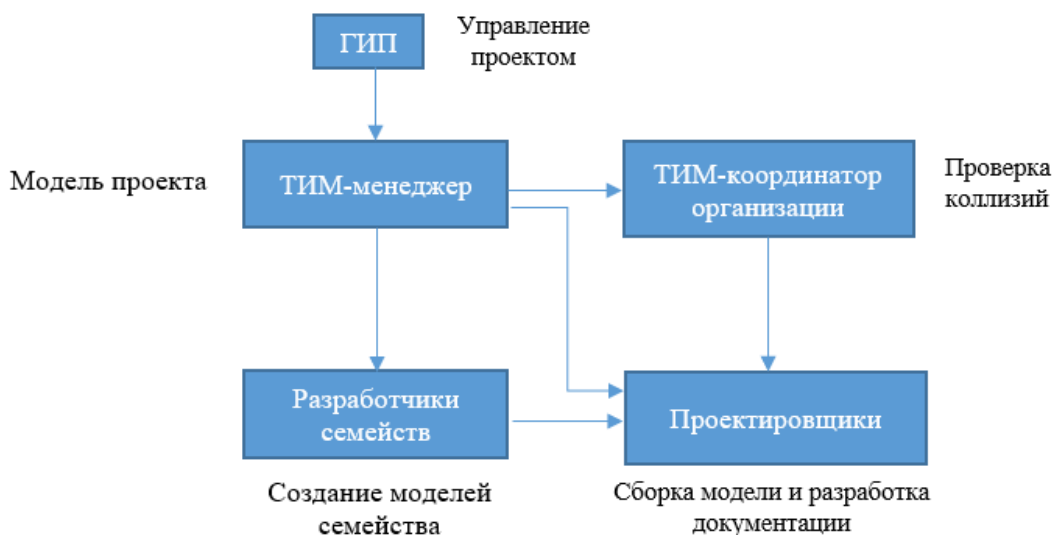 ГИП
Управление
проектом
Модель проекта
ТИМ-менеджер
ТИМ-координатор
организации
Проверка
коллизий
Разработчики
семейств
Проектировщики
Создание моделей
семейства
Сборка модели и разработка
документации